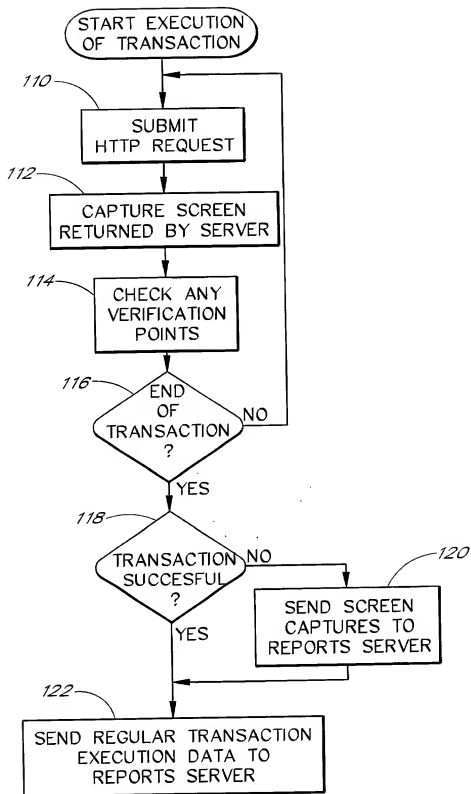 START EXECUTION
OF TRANSACTION
110
SUBMIT
HTTP REQUEST
112
CAPTURE SCREEN
RETURNED BY SERVER
114
CHECK ANY
VERIFICATION
POINTS
116
END
OF
TRANSACTION
?
NO
YES
118
TRANSACTION
SUCCESFUL
?
NO
YES
120
SEND SCREEN
CAPTURES TO
REPORTS SERVER
122
SEND REGULAR TRANSACTION
EXECUTION DATA TO
REPORTS SERVER